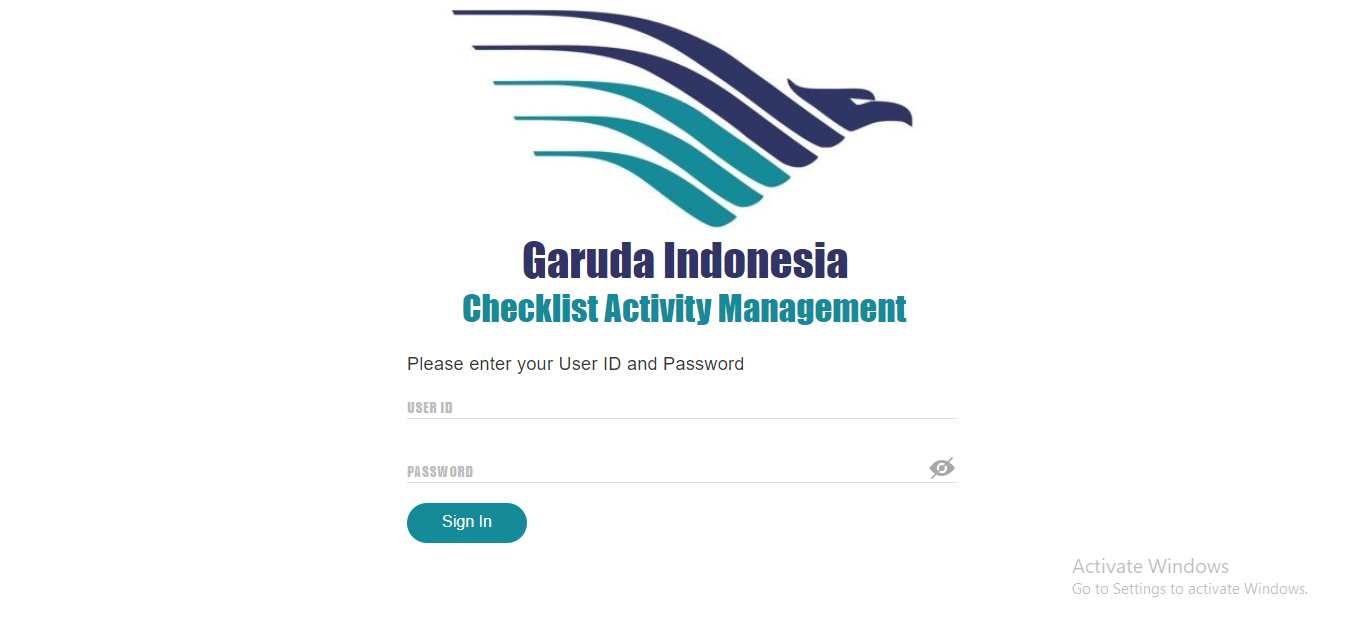 Garuda Indonesia
Checklist Activity Management
Please enter your User ID and Password
USER ID
PASSWORD
Sign In
Activate Windows
Go to Settings to activate Windows.